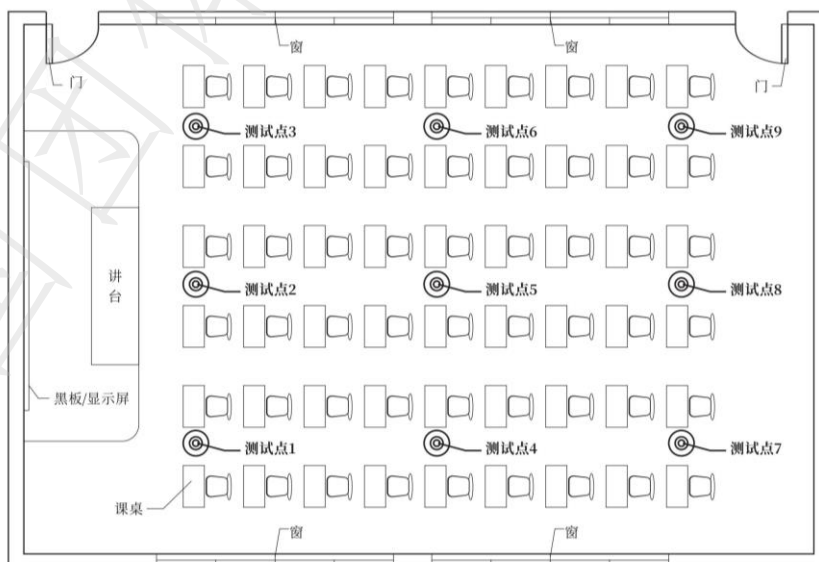 窗
窗
门
门
测试点3
测试点6
测试点9
讲台
测试点2
测试点5
测试点8
黑板/显示屏
测试点1
测试点4
测试点7
课桌
窗
窗